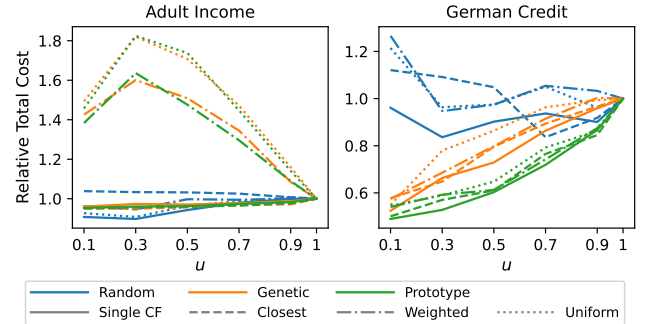 Adult Income
German Credit
Relative Total Cost
1.8
1.6
1.4
1.2
1.0
0.1 0.3 0.5 0.7 0.9 1
u
1.2
1.0
0.8
0.6
0.1 0.3 0.5 0.7 0.9 1
u
Random Genetic Prototype
Single CF Closest Weighted Uniform